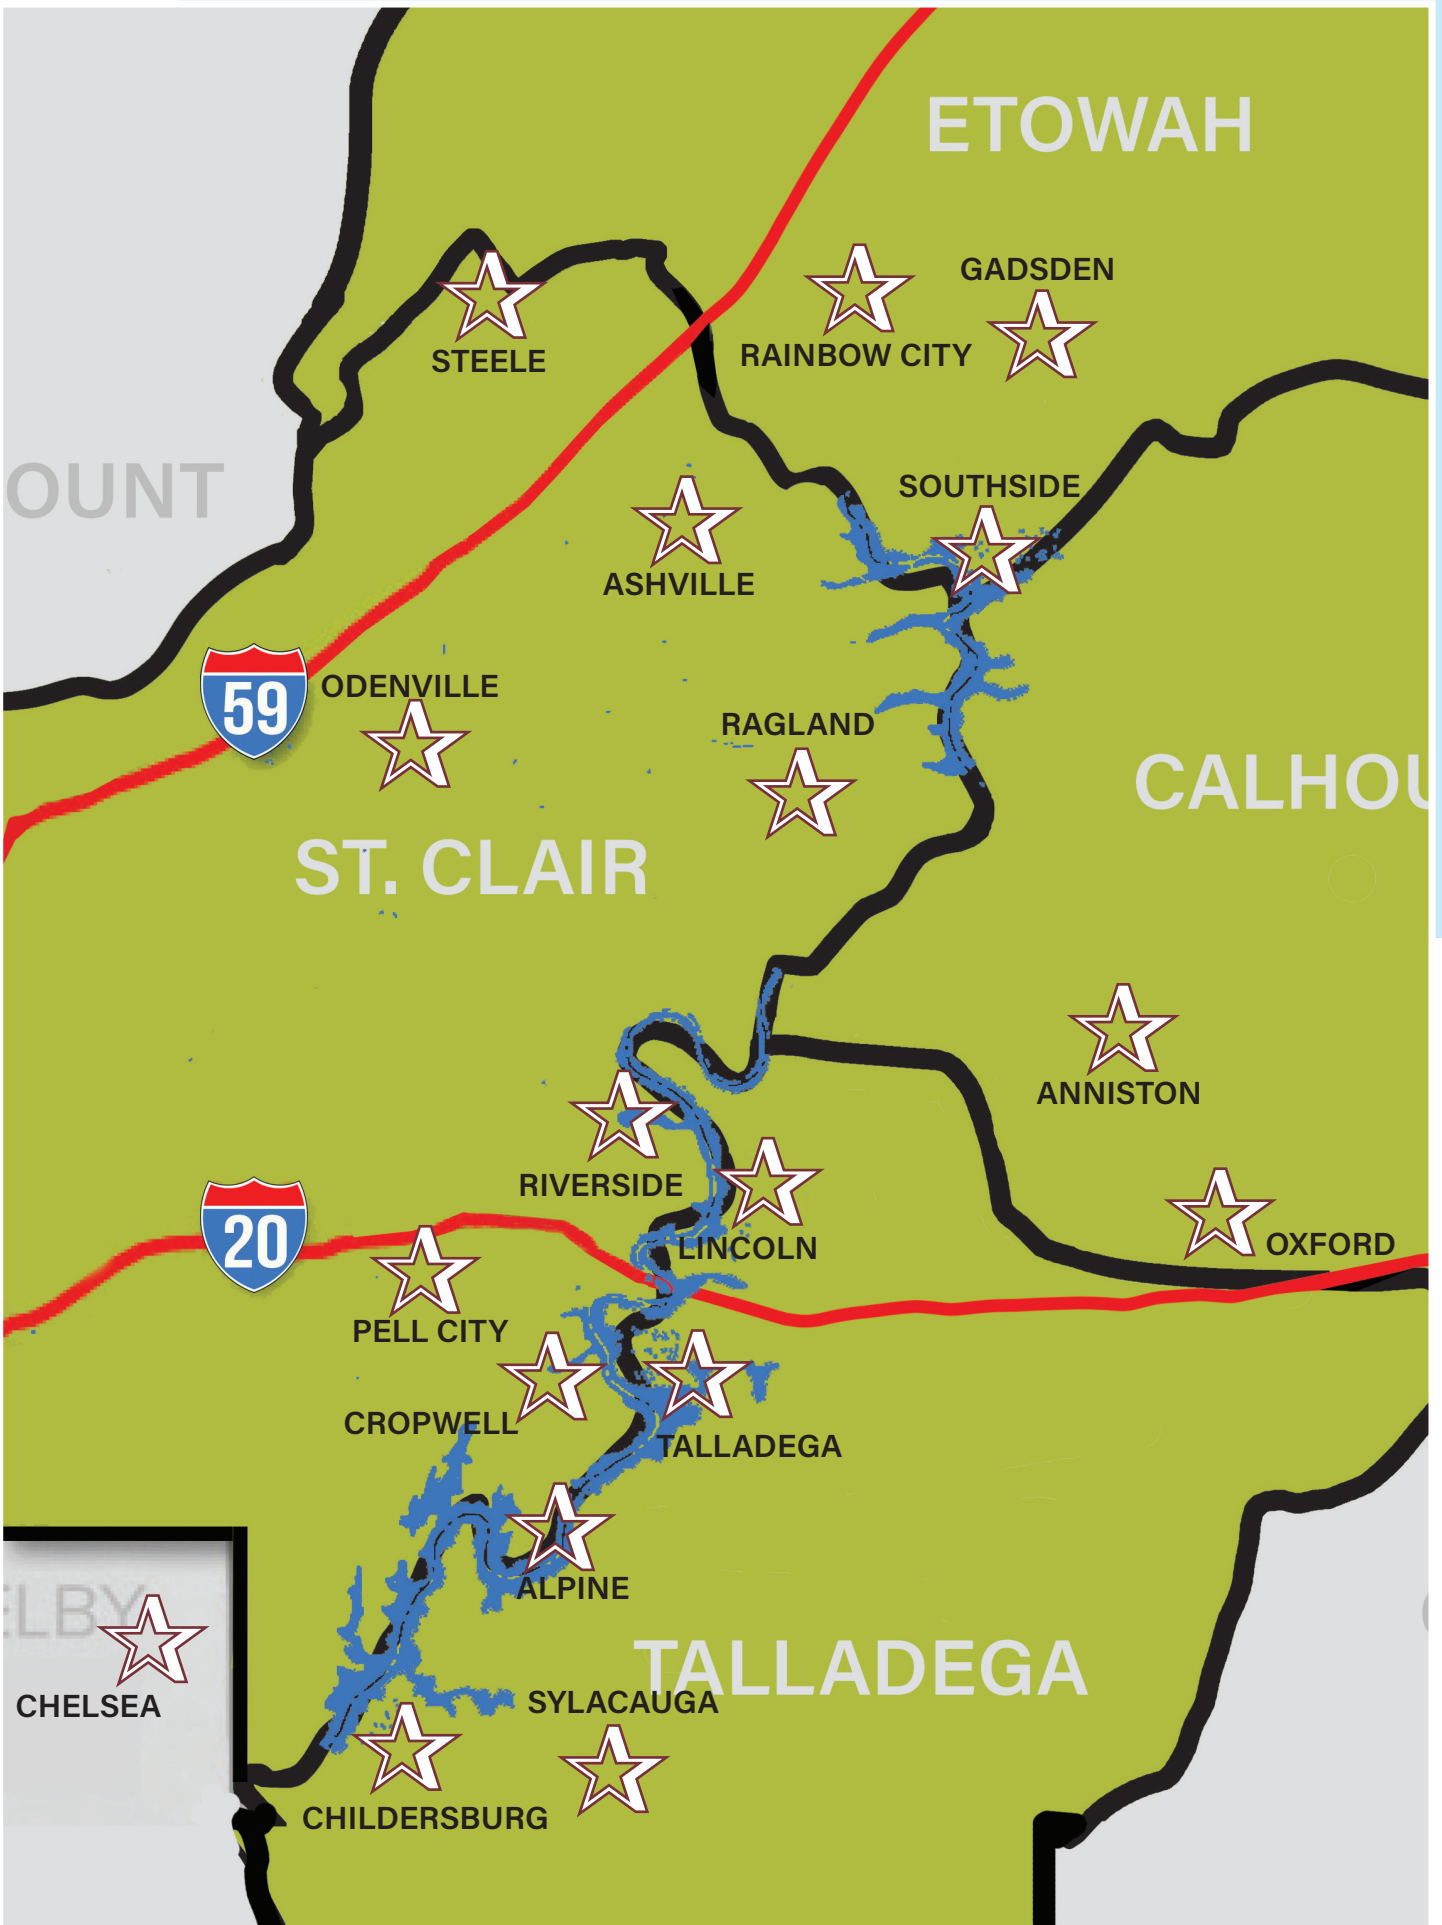 ETOWAH
GADSDEN
RAINBOW CITY
STEELE
OUNT
SOUTHSIDE
ASHVILLE
59
ODENVILLE
RAGLAND
CALHOU
ST. CLAIR
ANNISTON
RIVERSIDE
20
LINCOLN
OXFORD
PELL CITY
CROPWELL
TALLADEGA
ALPINE
ELBY
TALLADEGA
CHELSEA
SYLACAUGA
CHILDERSBURG